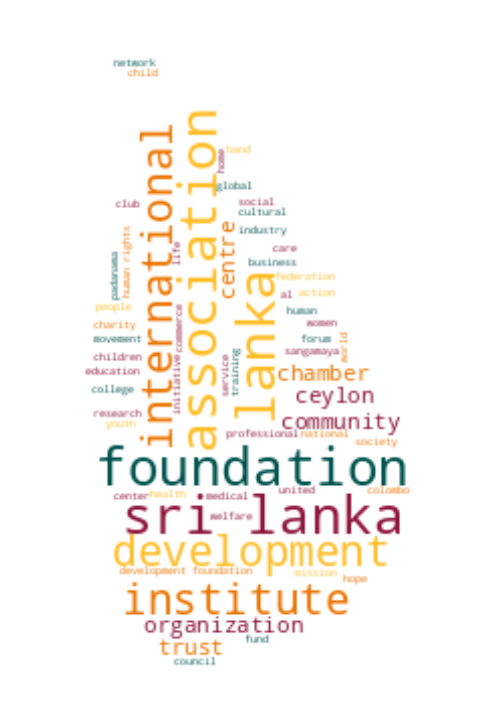 network
child
international
association
hand
home
global
club
social
cultural
industry
centre
life
care
human rights
padanama
business
federation
lanka
al
action
people
human
commerce
charity
women
movement
forum
world
children
sangamaya
education
initiative
service
training
chamber
college
ceylon
research
community
youth
professional
national
society
foundation
center
health
medical
united
colombo
sri lanka
welfare
development
development foundation
mission
hope
institute
organization
fund
trust
council